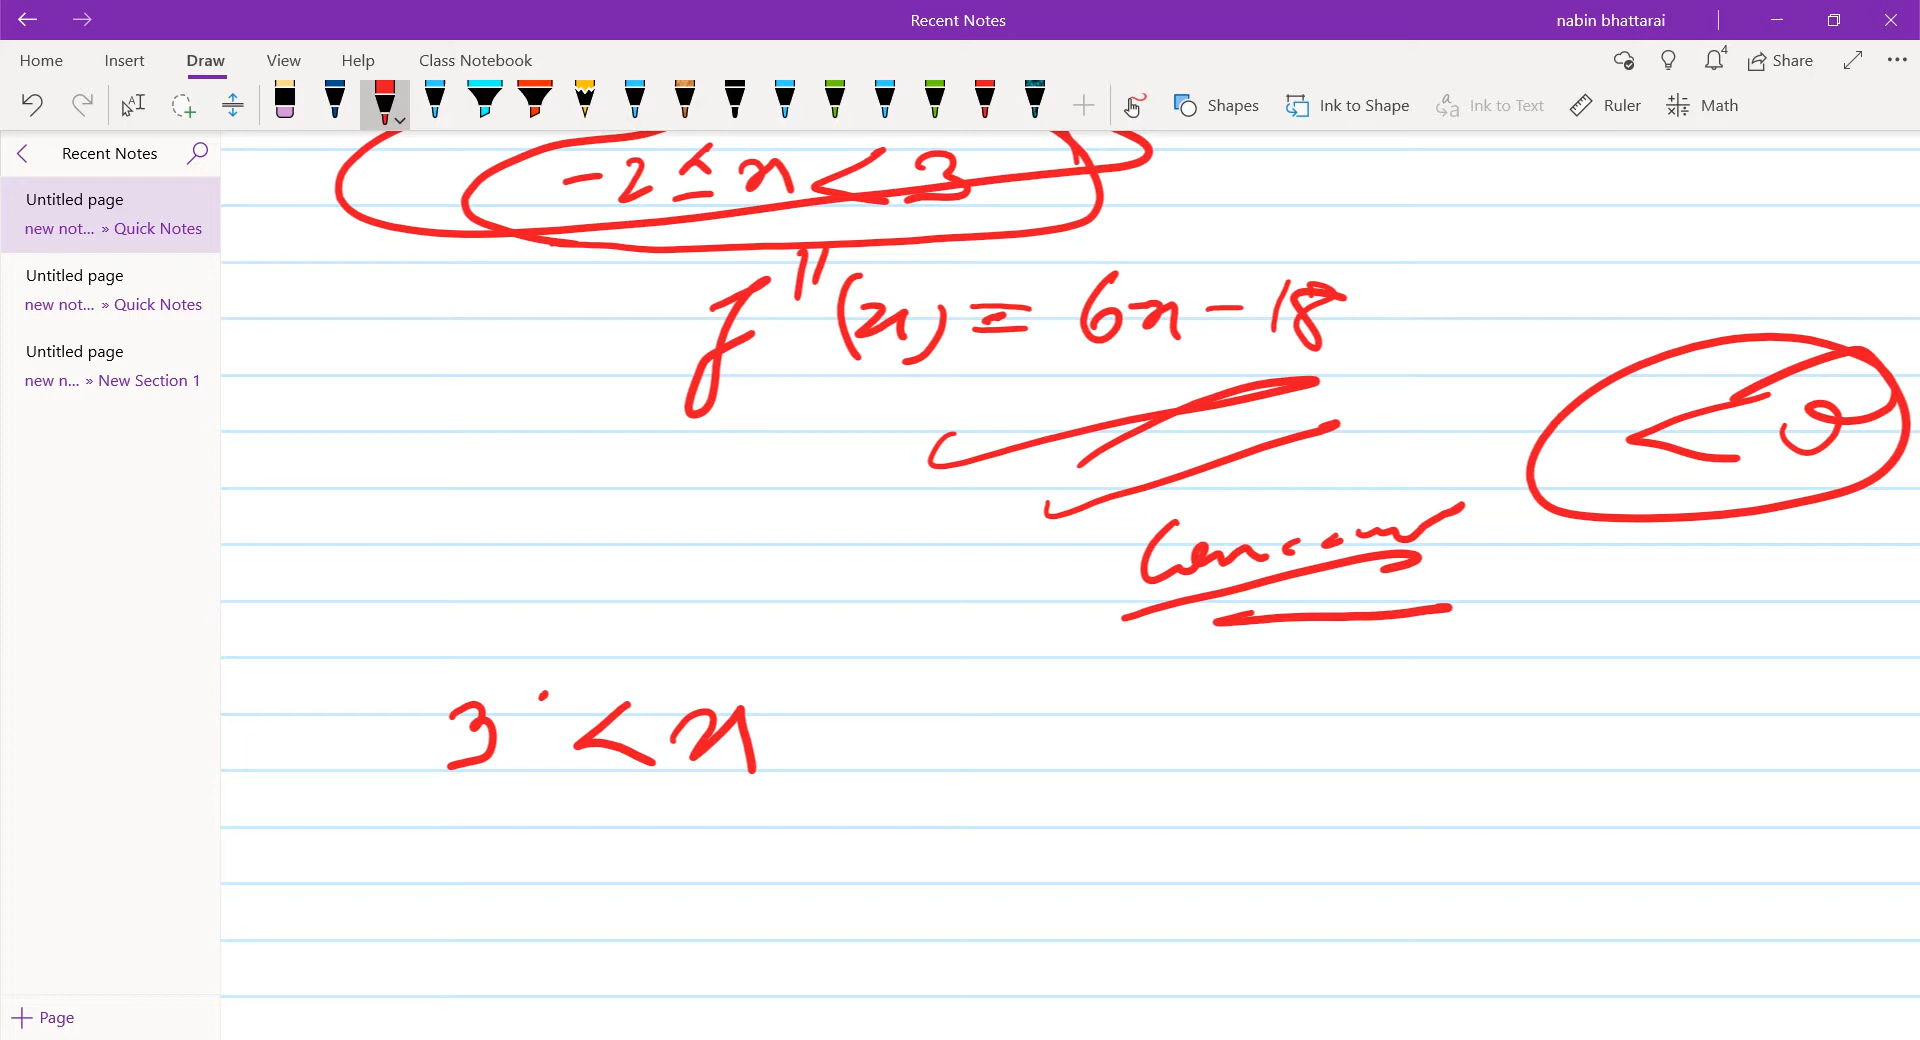 Recent Notes
nabin bhattarai
Home Insert Draw View Help Class Notebook
4
Share
Shapes Ink to Shape Ink to Text Ruler Math
Recent Notes
Untitled page
new not... » Quick Notes
Untitled page
new not... » Quick Notes
Untitled page
new n... » New Section 1
Page
-2 ≤ x < 3
f''(x) = 6x - 18
< 0
Concave
3 < x